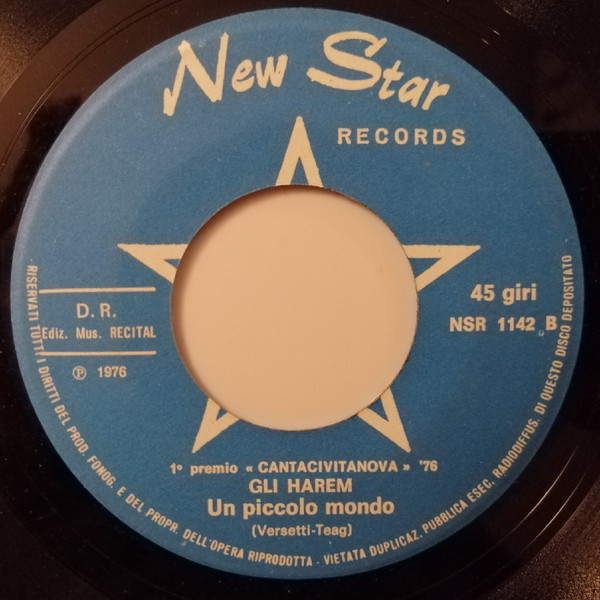 New Star
RECORDS
D.R.
Ediz. Mus. RECITAL
℗ 1976
45 giri
NSR 1142 B
1° premio « CANTACIVITANOVA » '76
GLI HAREM
Un piccolo mondo
(Versetti-Teag)
·RISERVATI TUTTI I DIRITTI DEL PROD. FONOG. E DEL PROPR. DELL'OPERA RIPRODOTTA - VIETATA DUPLICAZ. PUBBLICA ESEC. RADIODIFFUS. DI QUESTO DISCO DEPOSITATO